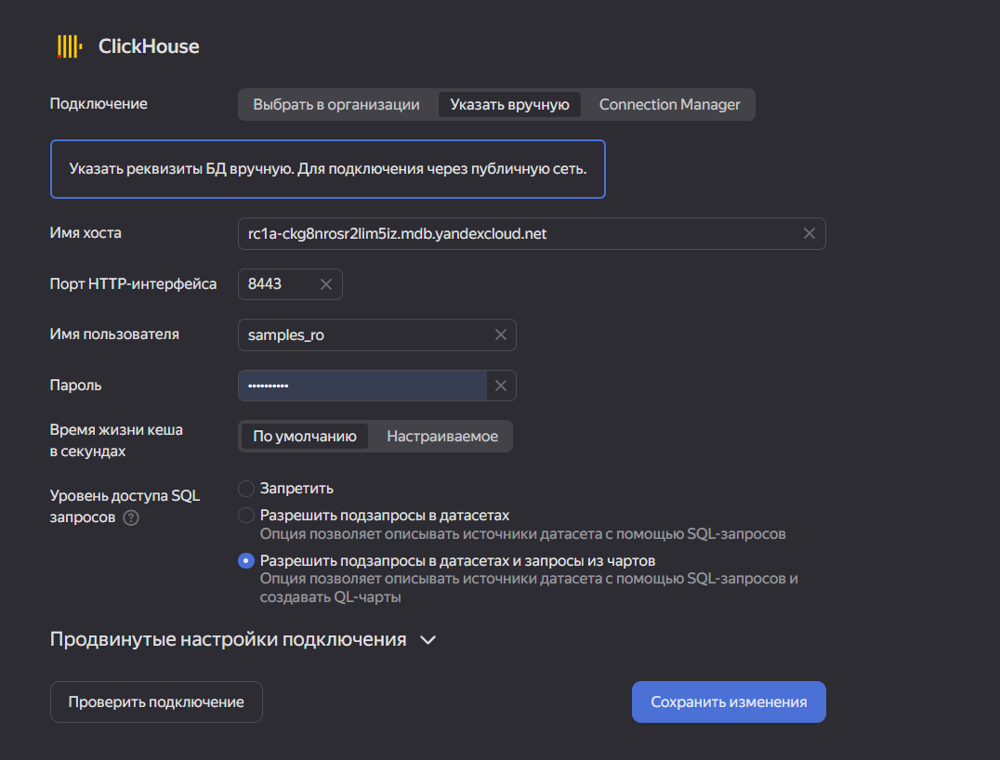 ClickHouse
Подключение
Выбрать в организации Указать вручную Connection Manager
Указать реквизиты БД вручную. Для подключения через публичную сеть.
Имя хоста
rc1a-ckg8nrosr2lim5iz.mdb.yandexcloud.net
Порт HTTP-интерфейса
8443
Имя пользователя
samples_ro
Пароль
••••••••••
Время жизни кеша
в секундах
По умолчанию Настраиваемое
Уровень доступа SQL
запросов
Запретить
Разрешить подзапросы в датасетах
Опция позволяет описывать источники датасета с помощью SQL-запросов
Разрешить подзапросы в датасетах и запросы из чартов
Опция позволяет описывать источники датасета с помощью SQL-запросов и
создавать QL-чарты
Продвинутые настройки подключения
Проверить подключение
Сохранить изменения